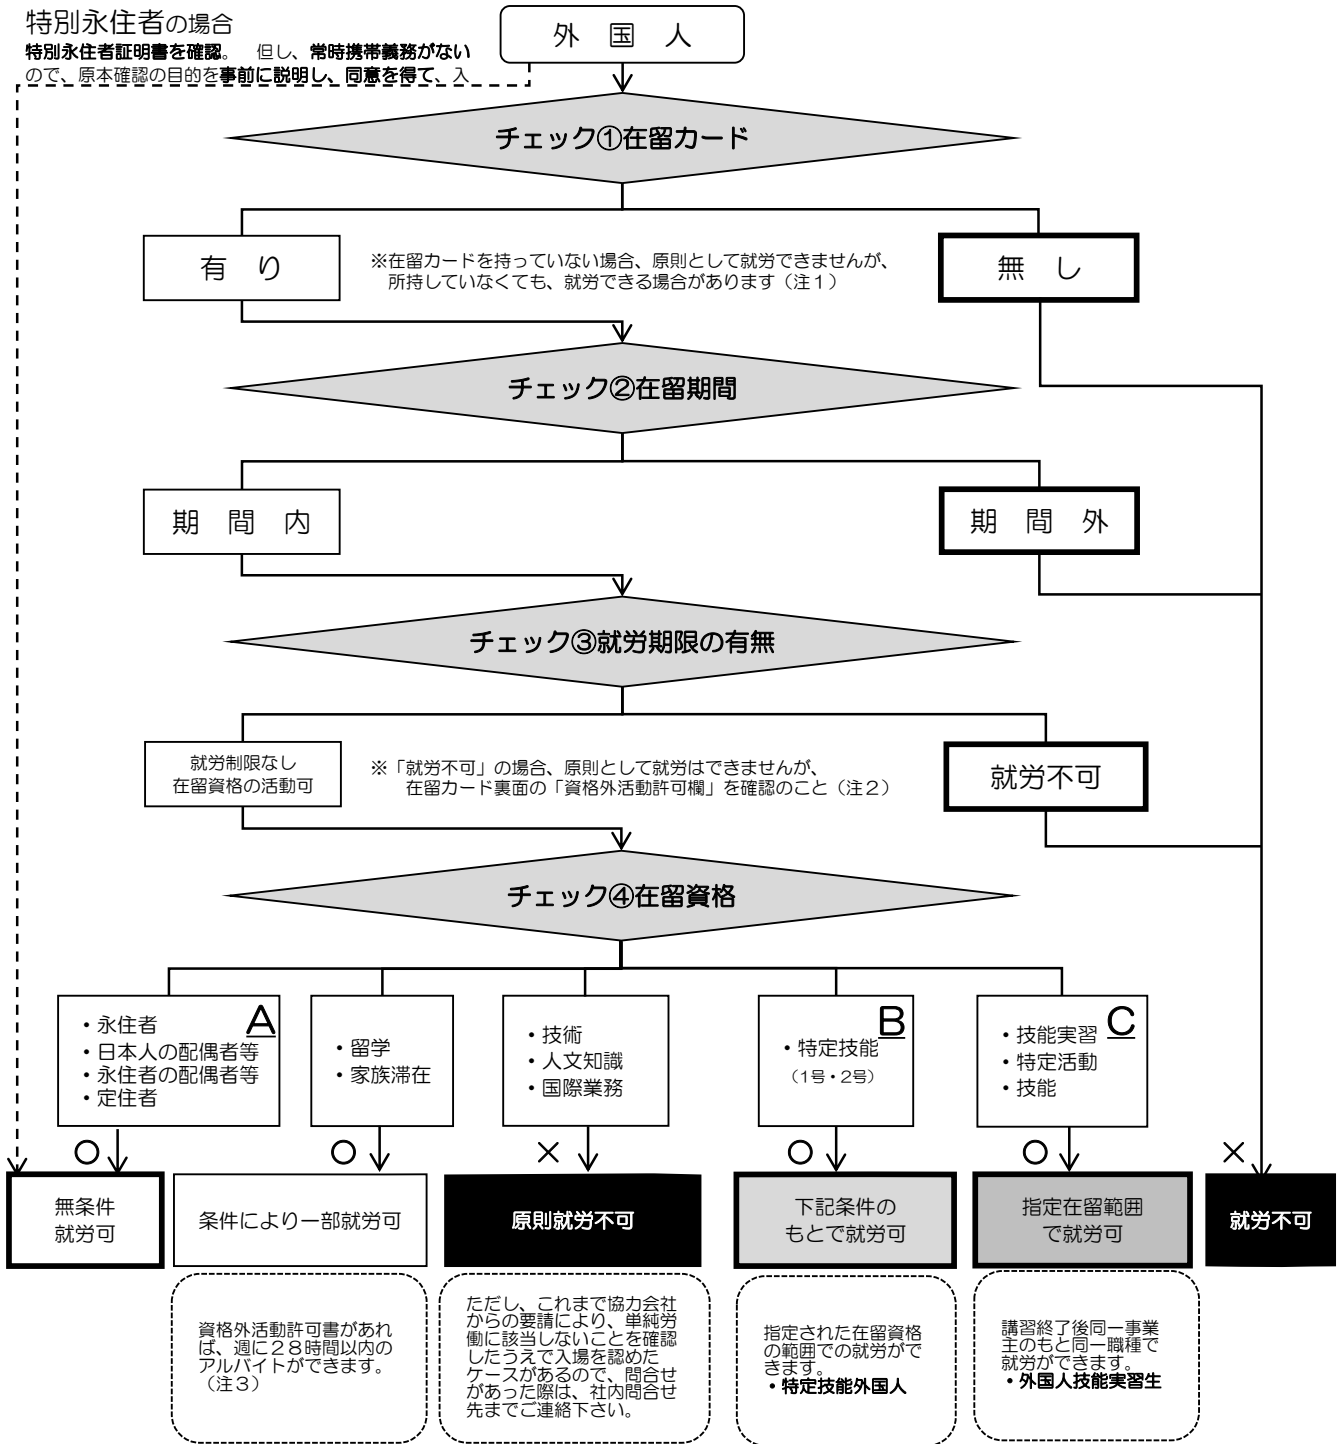 特別永住者の場合
特別永住者証明書を確認。 但し、常時携帯義務がない
ので、原本確認の目的を事前に説明し、同意を得て、入
外 国 人
チェック①在留カード
有 り
※在留カードを持っていない場合、原則として就労できませんが、
所持していなくても、就労できる場合があります（注１）
無 し
チェック②在留期間
期 間 内
期 間 外
チェック③就労期限の有無
就労制限なし
在留資格の活動可
※「就労不可」の場合、原則として就労はできませんが、
在留カード裏面の「資格外活動許可欄」を確認のこと（注２）
就労不可
チェック④在留資格
A
・永住者
・日本人の配偶者等
・永住者の配偶者等
・定住者
・留学
・家族滞在
・技術
・人文知識
・国際業務
B
・特定技能
（1号・2号）
C
・技能実習
・特定活動
・技能
○
○
×
○
○
×
無条件
就労可
条件により一部就労可
原則就労不可
下記条件の
もとで就労可
指定在留範囲
で就労可
就労不可
資格外活動許可書があれ
ば、週に２８時間以内の
アルバイトができます。
（注３）
ただし、これまで協力会社
からの要請により、単純労
働に該当しないことを確認
したうえで入場を認めた
ケースがあるので、問合せ
があった際は、社内問合せ
先までご連絡下さい。
指定された在留資格
の範囲での就労がで
きます。
・特定技能外国人
講習終了後同一事業
主のもと同一職種で
就労ができます。
・外国人技能実習生